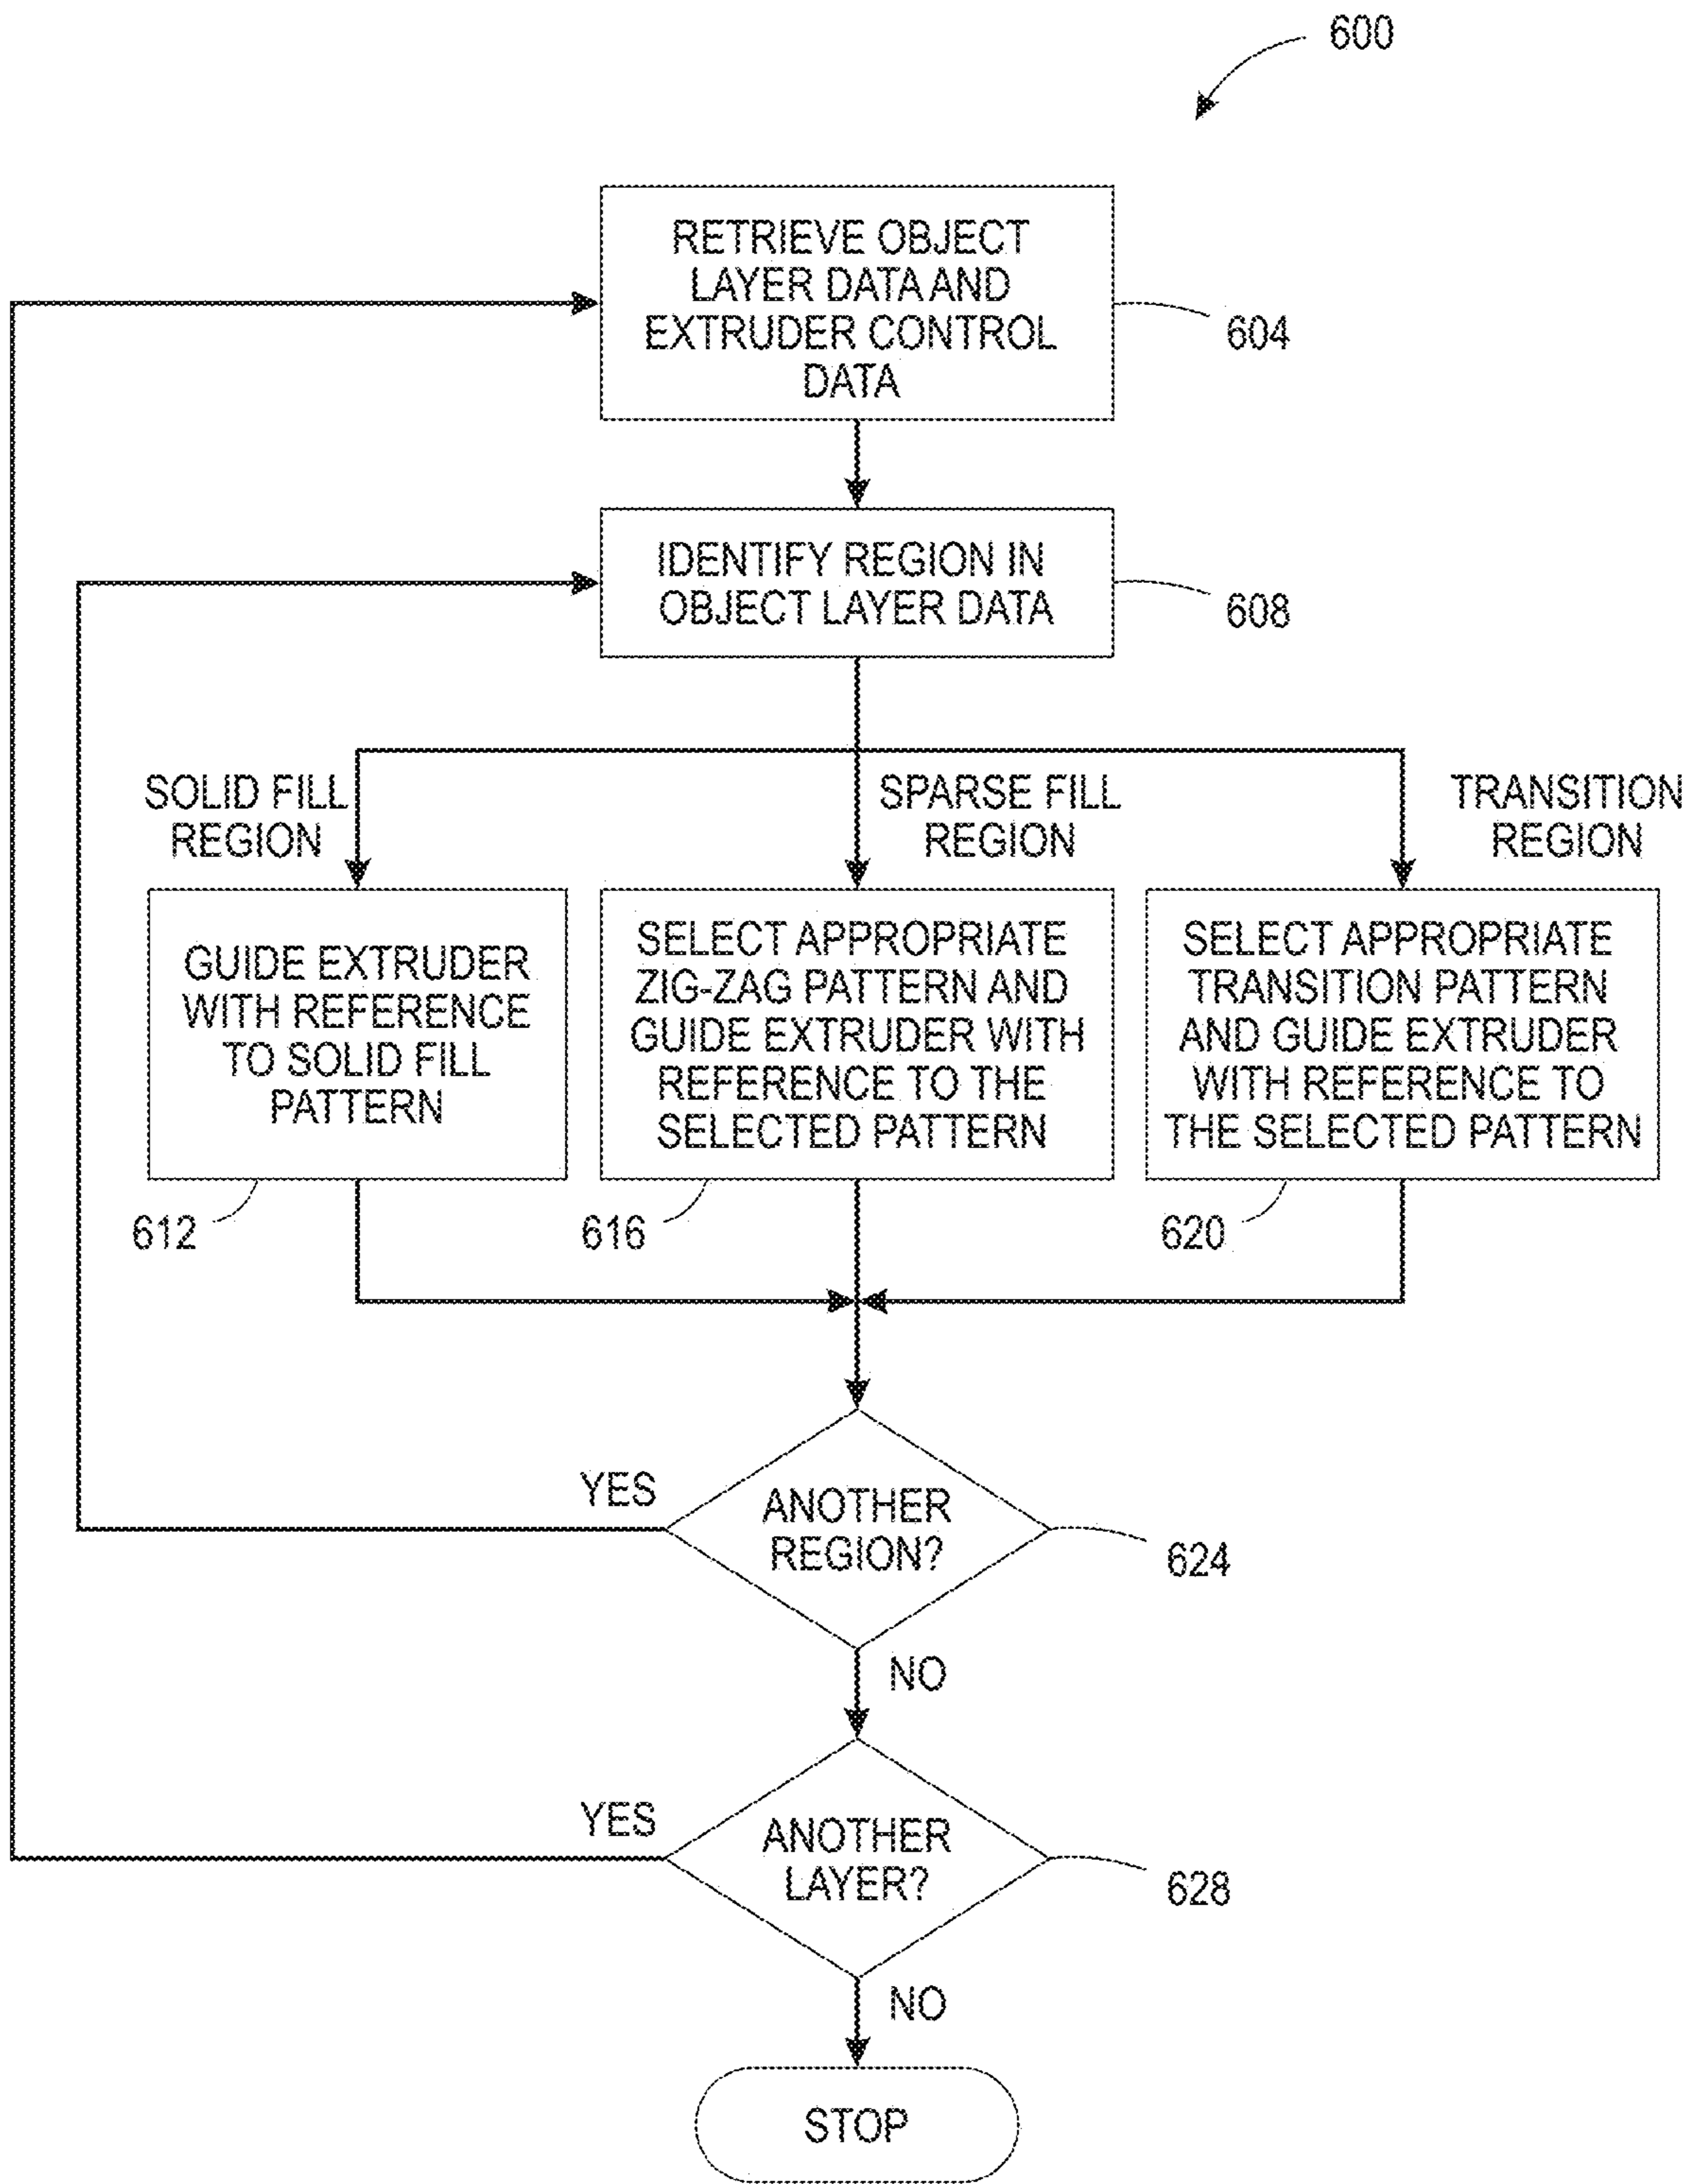 600
RETRIEVE OBJECT
LAYER DATA AND
EXTRUDER CONTROL
DATA
604
IDENTIFY REGION IN
OBJECT LAYER DATA
608
SOLID FILL
REGION
SPARSE FILL
REGION
TRANSITION
REGION
GUIDE EXTRUDER
WITH REFERENCE
TO SOLID FILL
PATTERN
612
SELECT APPROPRIATE
ZIG-ZAG PATTERN AND
GUIDE EXTRUDER WITH
REFERENCE TO THE
SELECTED PATTERN
616
SELECT APPROPRIATE
TRANSITION PATTERN
AND GUIDE EXTRUDER
WITH REFERENCE TO
THE SELECTED PATTERN
620
YES
ANOTHER
REGION?
624
NO
YES
ANOTHER
LAYER?
628
NO
STOP